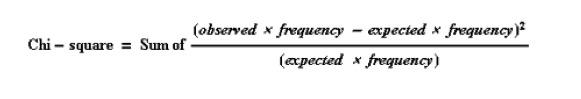 Chi – square = Sum of (observed × frequency – expected × frequency)²
(expected × frequency)